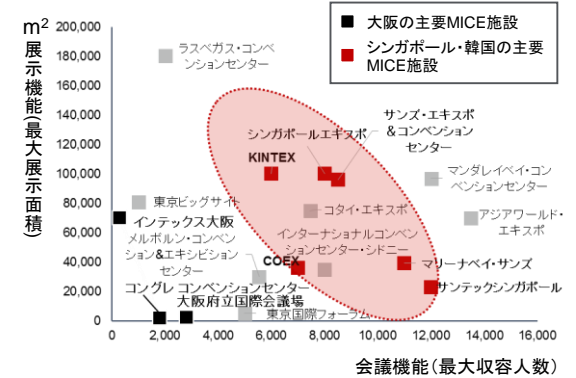 m²
展示機能(最大展示面積)
200,000
180,000
160,000
140,000
120,000
100,000
80,000
60,000
40,000
20,000
0
0
2,000
4,000
6,000
8,000
10,000
12,000
14,000
16,000
会議機能(最大収容人数)
大阪の主要MICE施設
シンガポール・韓国の主要
MICE施設
ラスベガス・コンベ
ンションセンター
サンズ・エキスポ
&コンベンション
センター
シンガポールエキスポ
KINTEX
マンダレイベイ・コン
ベンションセンター
東京ビッグサイト
コタイ・エキスポ
アジアワールド・
エキスポ
インテックス大阪
インターナショナルコンベン
ションセンター・シドニー
メルボルン・コンベン
ション&エキシビション
センター
COEX
マリーナベイ・サンズ
コングレ コンベンションセンター
サンテックシンガポール
大阪府立国際会議場
東京国際フォーラム